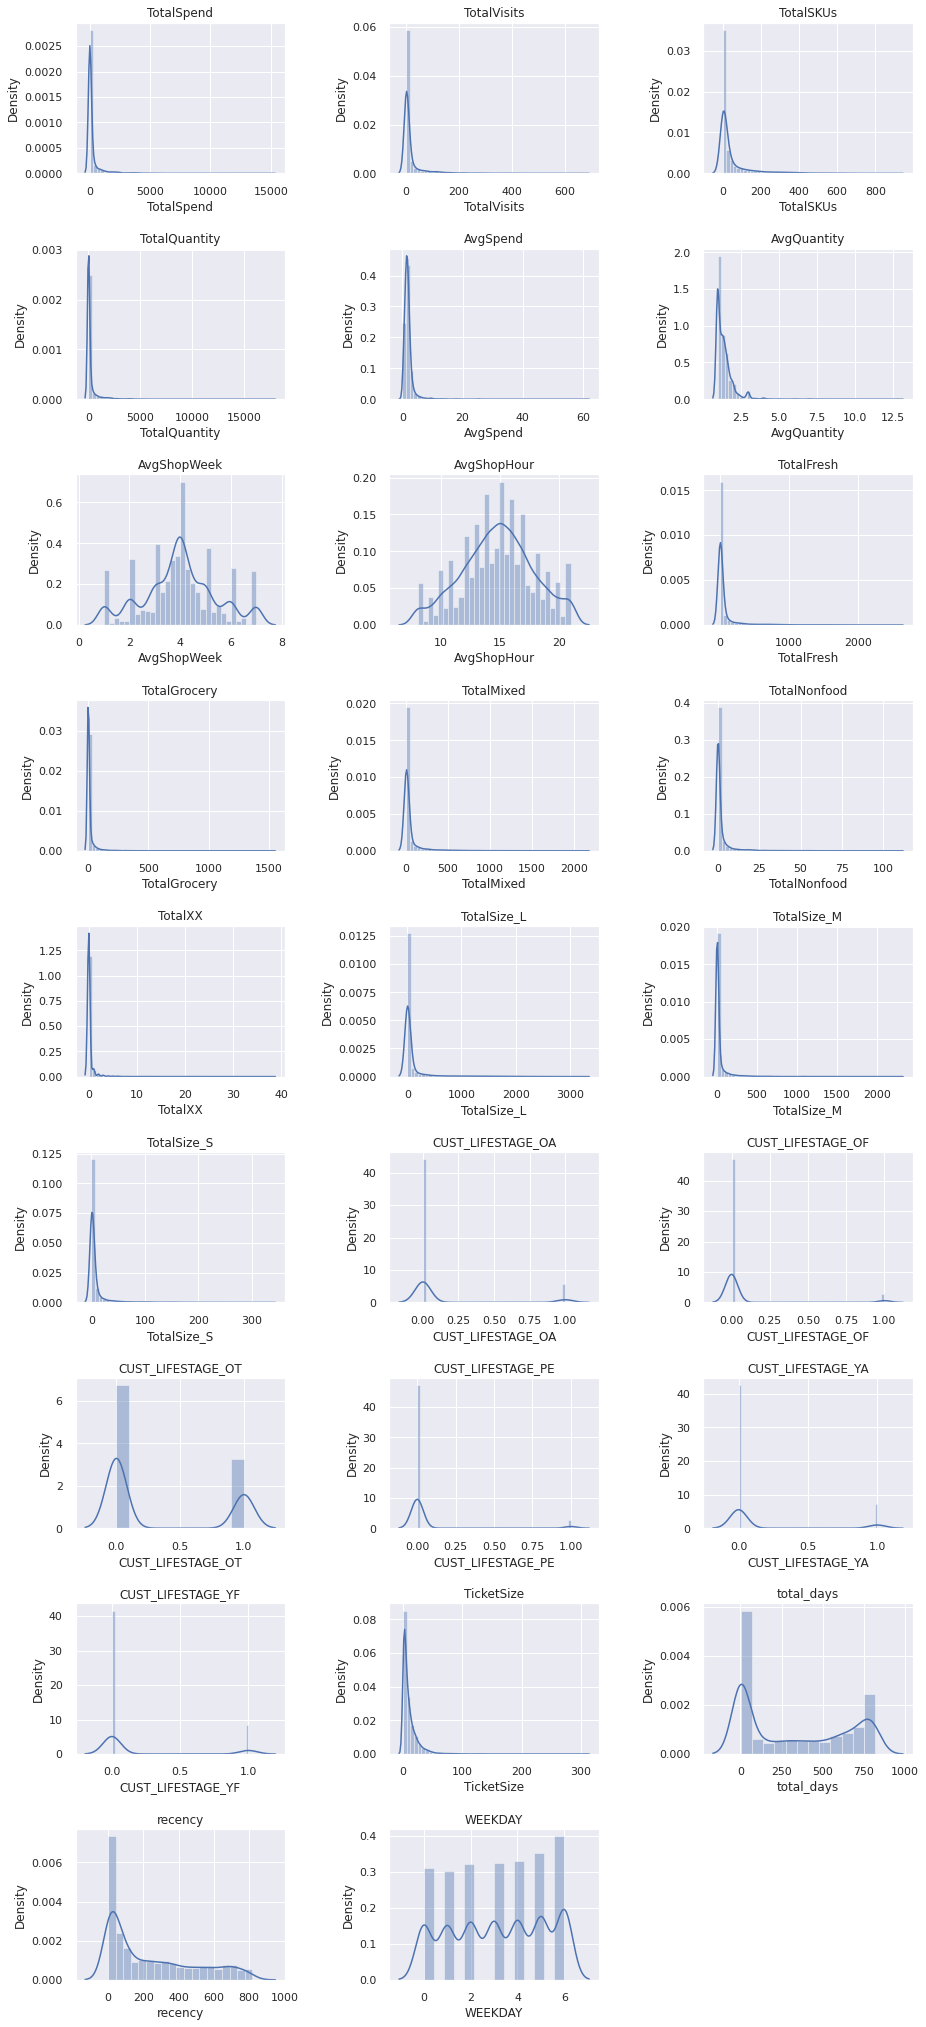 TotalSpend TotalVisits TotalSKUs
0.0025 0.0020 0.0015 0.0010 0.0005 0.0000
Density
0 5000 10000 15000
TotalSpend
0.06 0.04 0.02 0.00
Density
0 200 400 600
TotalVisits
0.03 0.02 0.01 0.00
Density
0 200 400 600 800
TotalSKUs
TotalQuantity AvgSpend AvgQuantity
0.003 0.002 0.001 0.000
Density
0 5000 10000 15000
TotalQuantity
0.4 0.3 0.2 0.1 0.0
Density
0 20 40 60
AvgSpend
2.0 1.5 1.0 0.5 0.0
Density
2.5 5.0 7.5 10.0 12.5
AvgQuantity
AvgShopWeek AvgShopHour TotalFresh
0.6 0.4 0.2 0.0
Density
0 2 4 6 8
AvgShopWeek
0.20 0.15 0.10 0.05 0.00
Density
10 15 20
AvgShopHour
0.015 0.010 0.005 0.000
Density
0 1000 2000
TotalFresh
TotalGrocery TotalMixed TotalNonfood
0.03 0.02 0.01 0.00
Density
0 500 1000 1500
TotalGrocery
0.020 0.015 0.010 0.005 0.000
Density
0 500 1000 1500 2000
TotalMixed
0.4 0.3 0.2 0.1 0.0
Density
0 25 50 75 100
TotalNonfood
TotalXX TotalSize_L TotalSize_M
1.25 1.00 0.75 0.50 0.25 0.00
Density
0 10 20 30 40
TotalXX
0.0125 0.0100 0.0075 0.0050 0.0025 0.0000
Density
0 1000 2000 3000
TotalSize_L
0.020 0.015 0.010 0.005 0.000
Density
0 500 1000 1500 2000
TotalSize_M
TotalSize_S CUST_LIFESTAGE_OA CUST_LIFESTAGE_OF
0.125 0.100 0.075 0.050 0.025 0.000
Density
0 100 200 300
TotalSize_S
40 30 20 10 0
Density
0.00 0.25 0.50 0.75 1.00
CUST_LIFESTAGE_OA
40 30 20 10 0
Density
0.00 0.25 0.50 0.75 1.00
CUST_LIFESTAGE_OF
CUST_LIFESTAGE_OT CUST_LIFESTAGE_PE CUST_LIFESTAGE_YA
6 4 2 0
Density
0.0 0.5 1.0
CUST_LIFESTAGE_OT
40 30 20 10 0
Density
0.00 0.25 0.50 0.75 1.00
CUST_LIFESTAGE_PE
40 30 20 10 0
Density
0.0 0.5 1.0
CUST_LIFESTAGE_YA
CUST_LIFESTAGE_YF TicketSize total_days
40 30 20 10 0
Density
0.0 0.5 1.0
CUST_LIFESTAGE_YF
0.08 0.06 0.04 0.02 0.00
Density
0 100 200 300
TicketSize
0.006 0.004 0.002 0.000
Density
0 250 500 750 1000
total_days
recency WEEKDAY
0.006 0.004 0.002 0.000
Density
0 200 400 600 800 1000
recency
0.4 0.3 0.2 0.1 0.0
Density
0 2 4 6
WEEKDAY